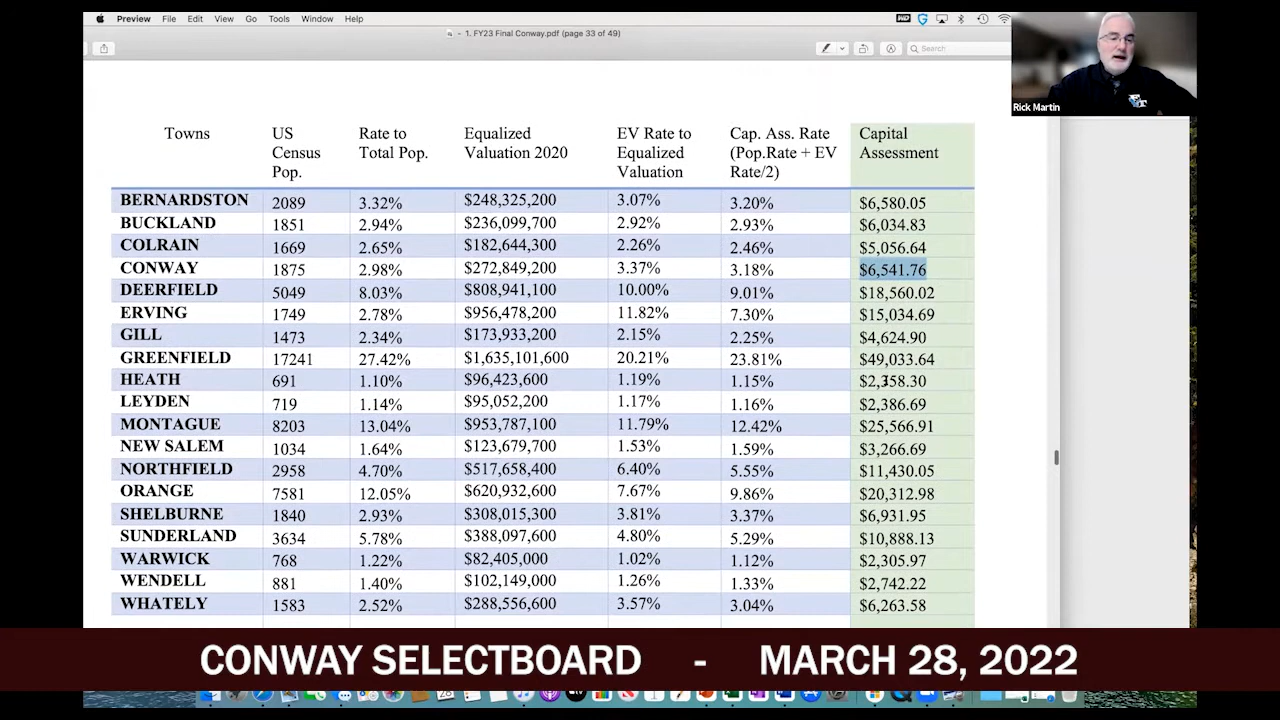 Preview File Edit View Go Tools Window Help
1. FY23 Final Conway.pdf (page 33 of 49)
Search
Rick Martin
Towns US Census Pop. Rate to Total Pop. Equalized Valuation 2020 EV Rate to Equalized Valuation Cap. Ass. Rate (Pop.Rate + EV Rate/2) Capital Assessment
BERNARDSTON 2089 3.32% $248,325,200 3.07% 3.20% $6,580.05
BUCKLAND 1851 2.94% $236,099,700 2.92% 2.93% $6,034.83
COLRAIN 1669 2.65% $182,644,300 2.26% 2.46% $5,056.64
CONWAY 1875 2.98% $272,849,200 3.37% 3.18% $6,541.76
DEERFIELD 5049 8.03% $808,941,100 10.00% 9.01% $18,560.02
ERVING 1749 2.78% $956,478,200 11.82% 7.30% $15,034.69
GILL 1473 2.34% $173,933,200 2.15% 2.25% $4,624.90
GREENFIELD 17241 27.42% $1,635,101,600 20.21% 23.81% $49,033.64
HEATH 691 1.10% $96,423,600 1.19% 1.15% $2,358.30
LEYDEN 719 1.14% $95,052,200 1.17% 1.16% $2,386.69
MONTAGUE 8203 13.04% $953,787,100 11.79% 12.42% $25,566.91
NEW SALEM 1034 1.64% $123,679,700 1.53% 1.59% $3,266.69
NORTHFIELD 2958 4.70% $517,658,400 6.40% 5.55% $11,430.05
ORANGE 7581 12.05% $620,932,600 7.67% 9.86% $20,312.98
SHELBURNE 1840 2.93% $308,015,300 3.81% 3.37% $6,931.95
SUNDERLAND 3634 5.78% $388,097,600 4.80% 5.29% $10,888.13
WARWICK 768 1.22% $82,405,000 1.02% 1.12% $2,305.97
WENDELL 881 1.40% $102,149,000 1.26% 1.33% $2,742.22
WHATELY 1583 2.52% $288,556,600 3.57% 3.04% $6,263.58
CONWAY SELECTBOARD - MARCH 28, 2022